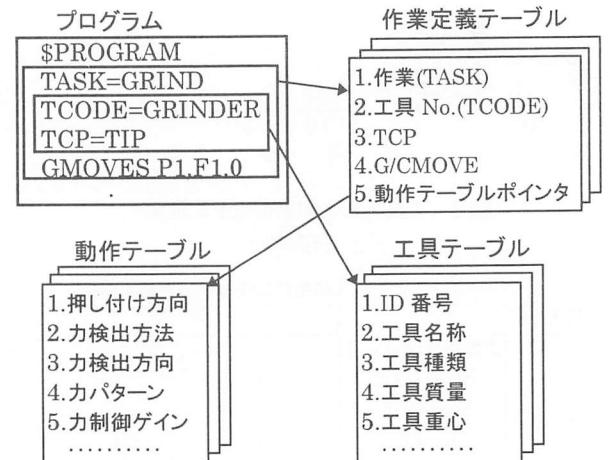 プログラム
$PROGRAM
TASK=GRIND
TCODE=GRINDER
TCP=TIP
GMOVES P1,F1.0
.
作業定義テーブル
1.作業(TASK)
2.工具 No.(TCODE)
3.TCP
4.G/CMOVE
5.動作テーブルポインタ
動作テーブル
1.押し付け方向
2.力検出方法
3.力検出方向
4.力パターン
5.力制御ゲイン
..........
工具テーブル
1.ID 番号
2.工具名称
3.工具種類
4.工具質量
5.工具重心
..........